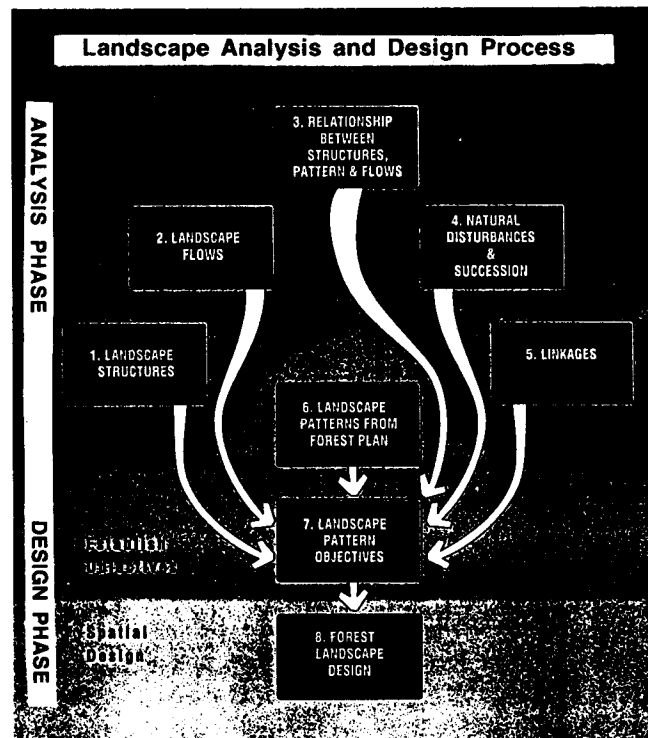 Landscape Analysis and Design Process
ANALYSIS PHASE
3. RELATIONSHIP
BETWEEN
STRUCTURES,
PATTERN & FLOWS
2. LANDSCAPE
FLOWS
4. NATURAL
DISTURBANCES
&
SUCCESSION
1. LANDSCAPE
STRUCTURES
5. LINKAGES
6. LANDSCAPE
PATTERNS FROM
FOREST PLAN
DESIGN PHASE
7. LANDSCAPE
PATTERN
OBJECTIVES
Establish
Objectives
Spatial
Design
8. FOREST
LANDSCAPE
DESIGN